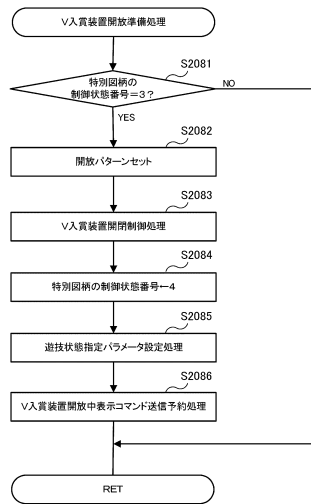 V入賞装置開放準備処理
S2081
特別図柄の
制御状態番号=3?
NO
YES
S2082
開放パターンセット
S2083
V入賞装置開閉制御処理
S2084
特別図柄の制御状態番号←4
S2085
遊技状態指定パラメータ設定処理
S2086
V入賞装置開放中表示コマンド送信予約処理
RET